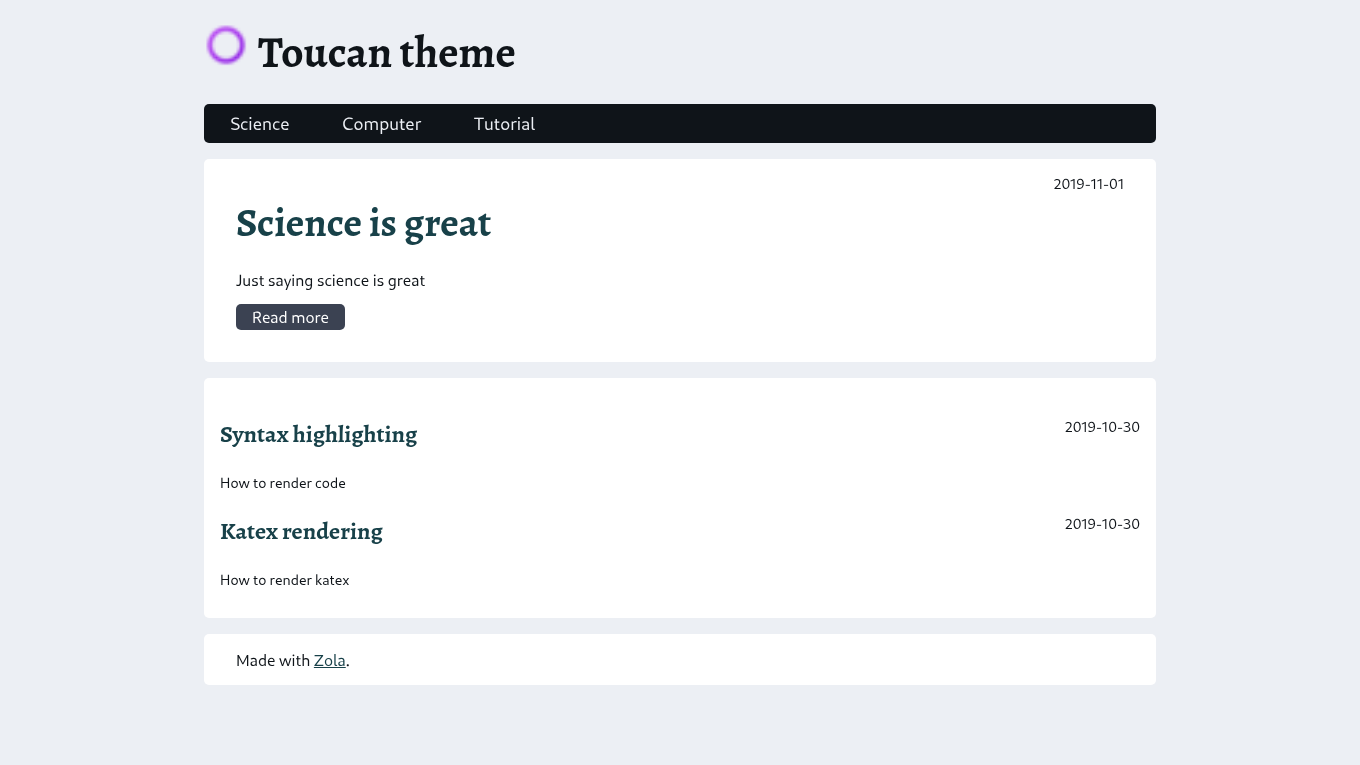 Toucan theme
Science Computer Tutorial
2019-11-01
Science is great
Just saying science is great
Read more
Syntax highlighting 2019-10-30
How to render code
Katex rendering 2019-10-30
How to render katex
Made with Zola.